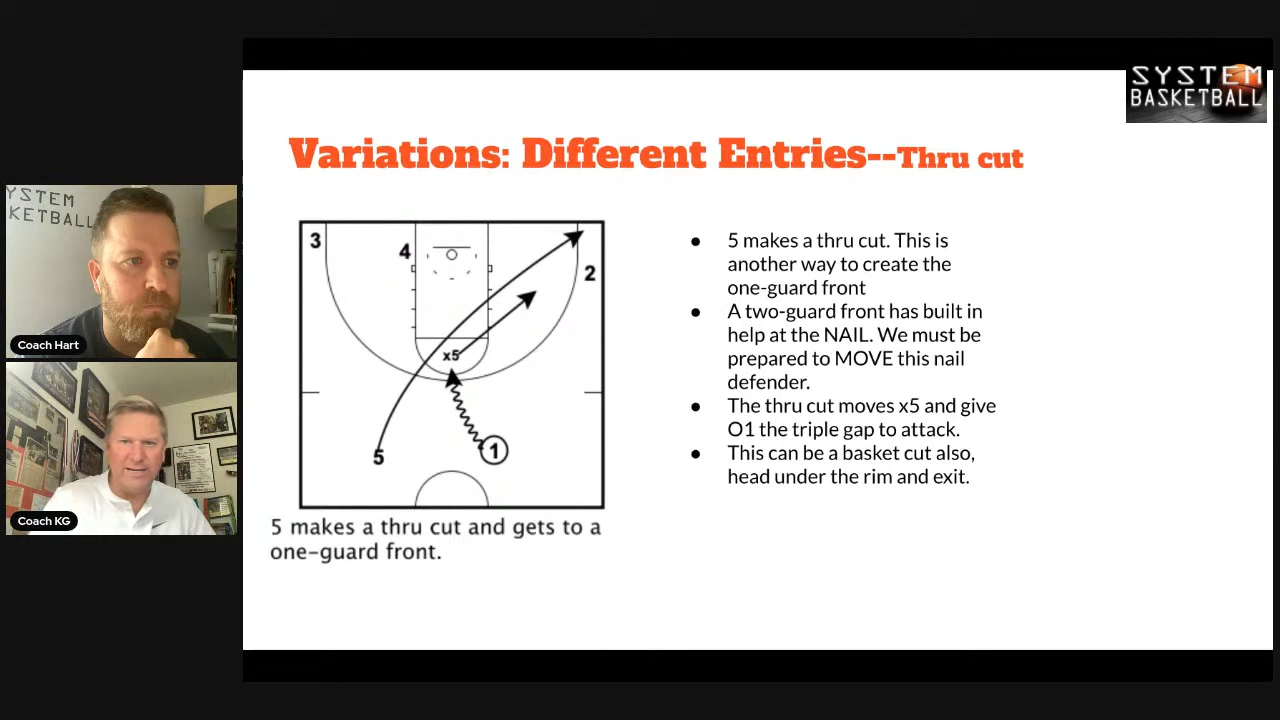 SYSTEM
BASKETBALL
Variations: Different Entries--Thru cut
3
4
2
x5
5
1
5 makes a thru cut and gets to a
one-guard front.
● 5 makes a thru cut. This is
another way to create the
one-guard front
● A two-guard front has built in
help at the NAIL. We must be
prepared to MOVE this nail
defender.
● The thru cut moves x5 and give
O1 the triple gap to attack.
● This can be a basket cut also,
head under the rim and exit.
YSTEM
KETBALL
Coach Hart
Coach KG